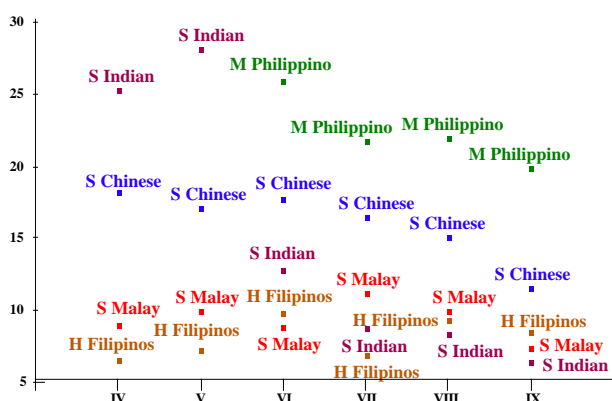 30
S Indian
M Philippino
S Indian
25
M Philippino
M Philippino
M Philippino
20
S Chinese
S Chinese
S Chinese
S Chinese
S Chinese
15
S Indian
S Chinese
S Malay
H Filipinos
S Malay
S Malay
10
H Filipinos
H Filipinos
H Filipinos
S Malay
S Indian
S Indian
S Malay
H Filipinos
H Filipinos
S Indian
5
IV V VI VII VIII IX